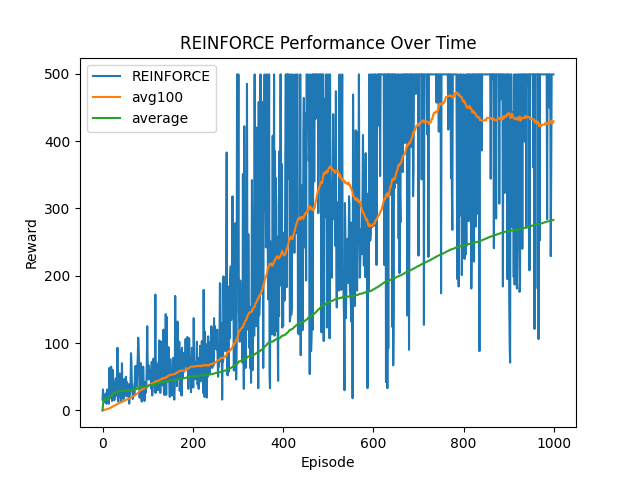 REINFORCE Performance Over Time
REINFORCE
avg100
average
500
400
300
200
100
0
Reward
0 200 400 600 800 1000
Episode